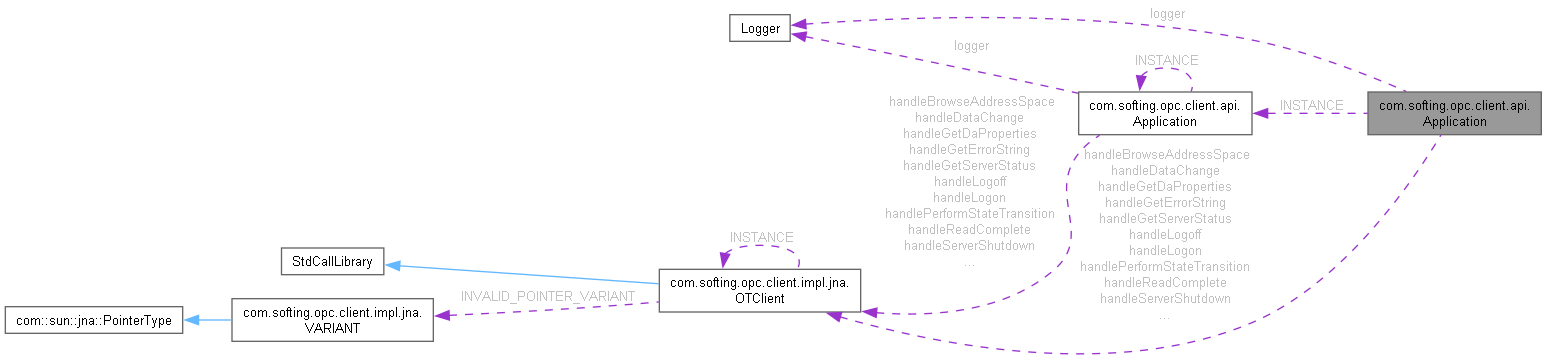 logger
Logger
logger
INSTANCE
com.softing.opc.client.api.
Application
INSTANCE
com.softing.opc.client.api.
Application
handleBrowseAddressSpace
handleDataChange
handleGetDaProperties
handleGetErrorString
handleGetServerStatus
handleLogoff
handleLogon
handlePerformStateTransition
handleReadComplete
handleServerShutdown
...
handleBrowseAddressSpace
handleDataChange
handleGetDaProperties
handleGetErrorString
handleGetServerStatus
handleLogoff
handleLogon
handlePerformStateTransition
handleReadComplete
handleServerShutdown
...
INSTANCE
StdCallLibrary
com.softing.opc.client.impl.jna.
OTClient
INVALID_POINTER_VARIANT
com::sun::jna::PointerType
com.softing.opc.client.impl.jna.
VARIANT